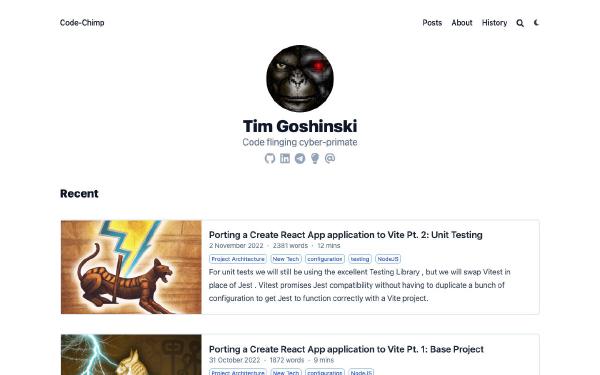 Code-Chimp
Posts About History
Tim Goshinski
Code flinging cyber-primate
Recent
Porting a Create React App application to Vite Pt. 2: Unit Testing
2 November 2022 · 2381 words · 12 mins
Project Architecture New Tech configuration testing NodeJS
For unit tests we will still be using the excellent Testing Library , but we will swap Vitest in
place of Jest . Vitest promises Jest compatibility without having to duplicate a bunch of
configuration to get Jest to function correctly with a Vite project.
Porting a Create React App application to Vite Pt. 1: Base Project
31 October 2022 · 1872 words · 9 mins
Project Architecture New Tech configuration NodeJS